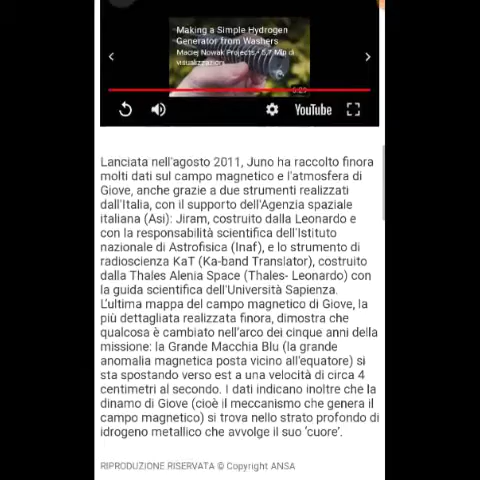 Making a Simple Hydrogen
Generator from Washers
Maciej Nowak Projects • 5,7 Mln di
visualizzazioni
5:29
YouTube
Lanciata nell'agosto 2011, Juno ha raccolto finora
molti dati sul campo magnetico e l'atmosfera di
Giove, anche grazie a due strumenti realizzati
dall'Italia, con il supporto dell'Agenzia spaziale
italiana (Asi): Jiram, costruito dalla Leonardo e
con la responsabilità scientifica dell'Istituto
nazionale di Astrofisica (Inaf), e lo strumento di
radioscienza KaT (Ka-band Translator), costruito
dalla Thales Alenia Space (Thales- Leonardo) con
la guida scientifica dell'Università Sapienza.
L'ultima mappa del campo magnetico di Giove, la
più dettagliata realizzata finora, dimostra che
qualcosa è cambiato nell'arco dei cinque anni della
missione: la Grande Macchia Blu (la grande
anomalia magnetica posta vicino all'equatore) si
sta spostando verso est a una velocità di circa 4
centimetri al secondo. I dati indicano inoltre che la
dinamo di Giove (cioè il meccanismo che genera il
campo magnetico) si trova nello strato profondo di
idrogeno metallico che avvolge il suo 'cuore'.
RIPRODUZIONE RISERVATA © Copyright ANSA